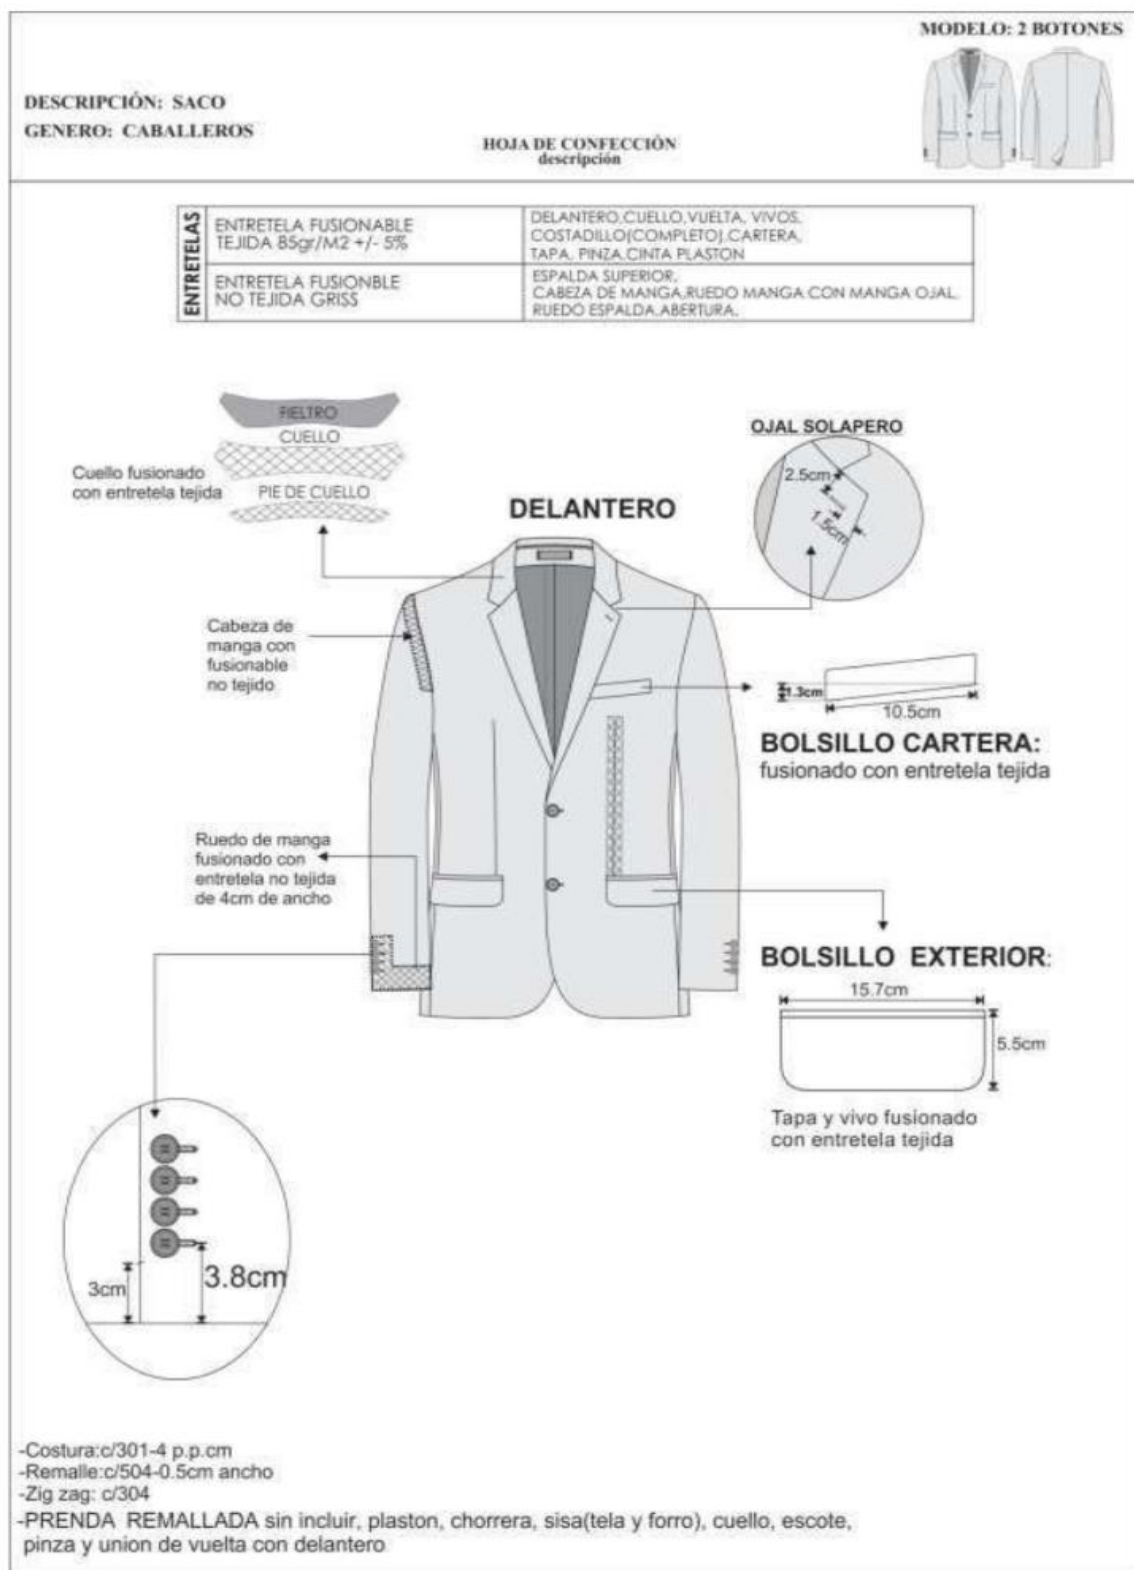 MODELO: 2 BOTONES
DESCRIPCIÓN: SACO
GENERO: CABALLEROS
HOJA DE CONFECCIÓN
descripción
ENTRETELAS
ENTRETELA FUSIONABLE
TEJIDA 85gr/M2 +/- 5%
DELANTERO,CUELLO,VUELTA, VIVOS,
COSTADILLO(COMPLETO),CARTERA,
TAPA, PINZA,CINTA PLASTON
ENTRETELA FUSIONBLE
NO TEJIDA GRISS
ESPALDA SUPERIOR,
CABEZA DE MANGA,RUEDO MANGA CON MANGA OJAL.
RUEDO ESPALDA,ABERTURA.
FIELTRO
CUELLO
PIE DE CUELLO
Cuello fusionado
con entretela tejida
DELANTERO
OJAL SOLAPERO
2.5cm
1.5cm
Cabeza de
manga con
fusionable
no tejido
1.3cm
10.5cm
BOLSILLO CARTERA:
fusionado con entretela tejida
Ruedo de manga
fusionado con
entretela no tejida
de 4cm de ancho
BOLSILLO EXTERIOR:
15.7cm
5.5cm
Tapa y vivo fusionado
con entretela tejida
3cm
3.8cm
-Costura:c/301-4 p.p.cm
-Remalle:c/504-0.5cm ancho
-Zig zag: c/304
-PRENDA REMALLADA sin incluir, plaston, chorrera, sisa(tela y forro), cuello, escote,
pinza y union de vuelta con delantero